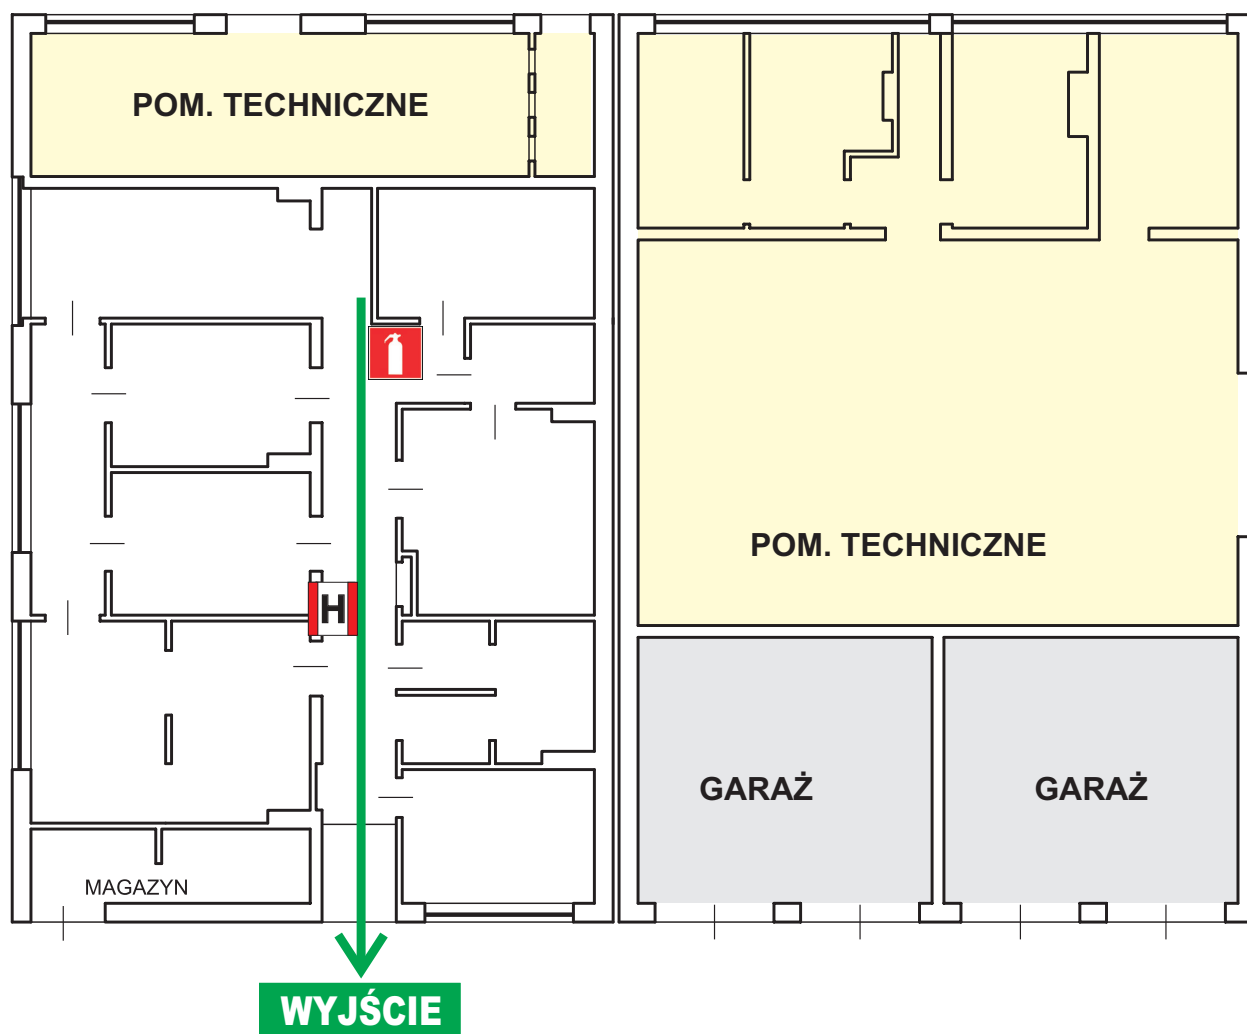 POM. TECHNICZNE
H
POM. TECHNICZNE
GARAŻ
GARAŻ
MAGAZYN
WYJŚCIE